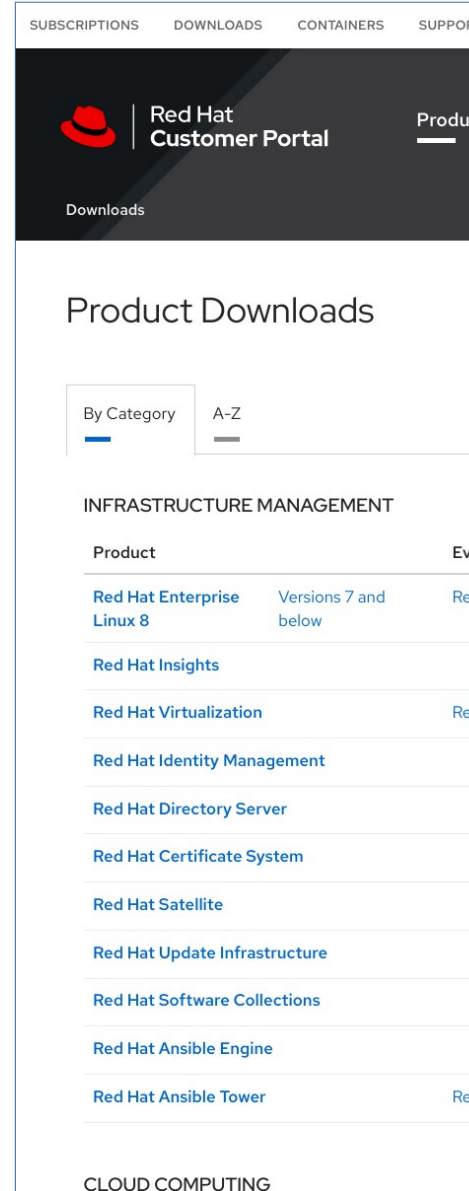 SUBSCRIPTIONS DOWNLOADS CONTAINERS
Red Hat
Customer Portal
Downloads
Product Downloads
By Category A-Z
INFRASTRUCTURE MANAGEMENT
Product
Red Hat Enterprise Versions 7 and
Linux 8 below
Red Hat Insights
Red Hat Virtualization
Red Hat Identity Management
Red Hat Directory Server
Red Hat Certificate System
Red Hat Satellite
Red Hat Update Infrastructure
Red Hat Software Collections
Red Hat Ansible Engine
Red Hat Ansible Tower
CLOUD COMPUTING